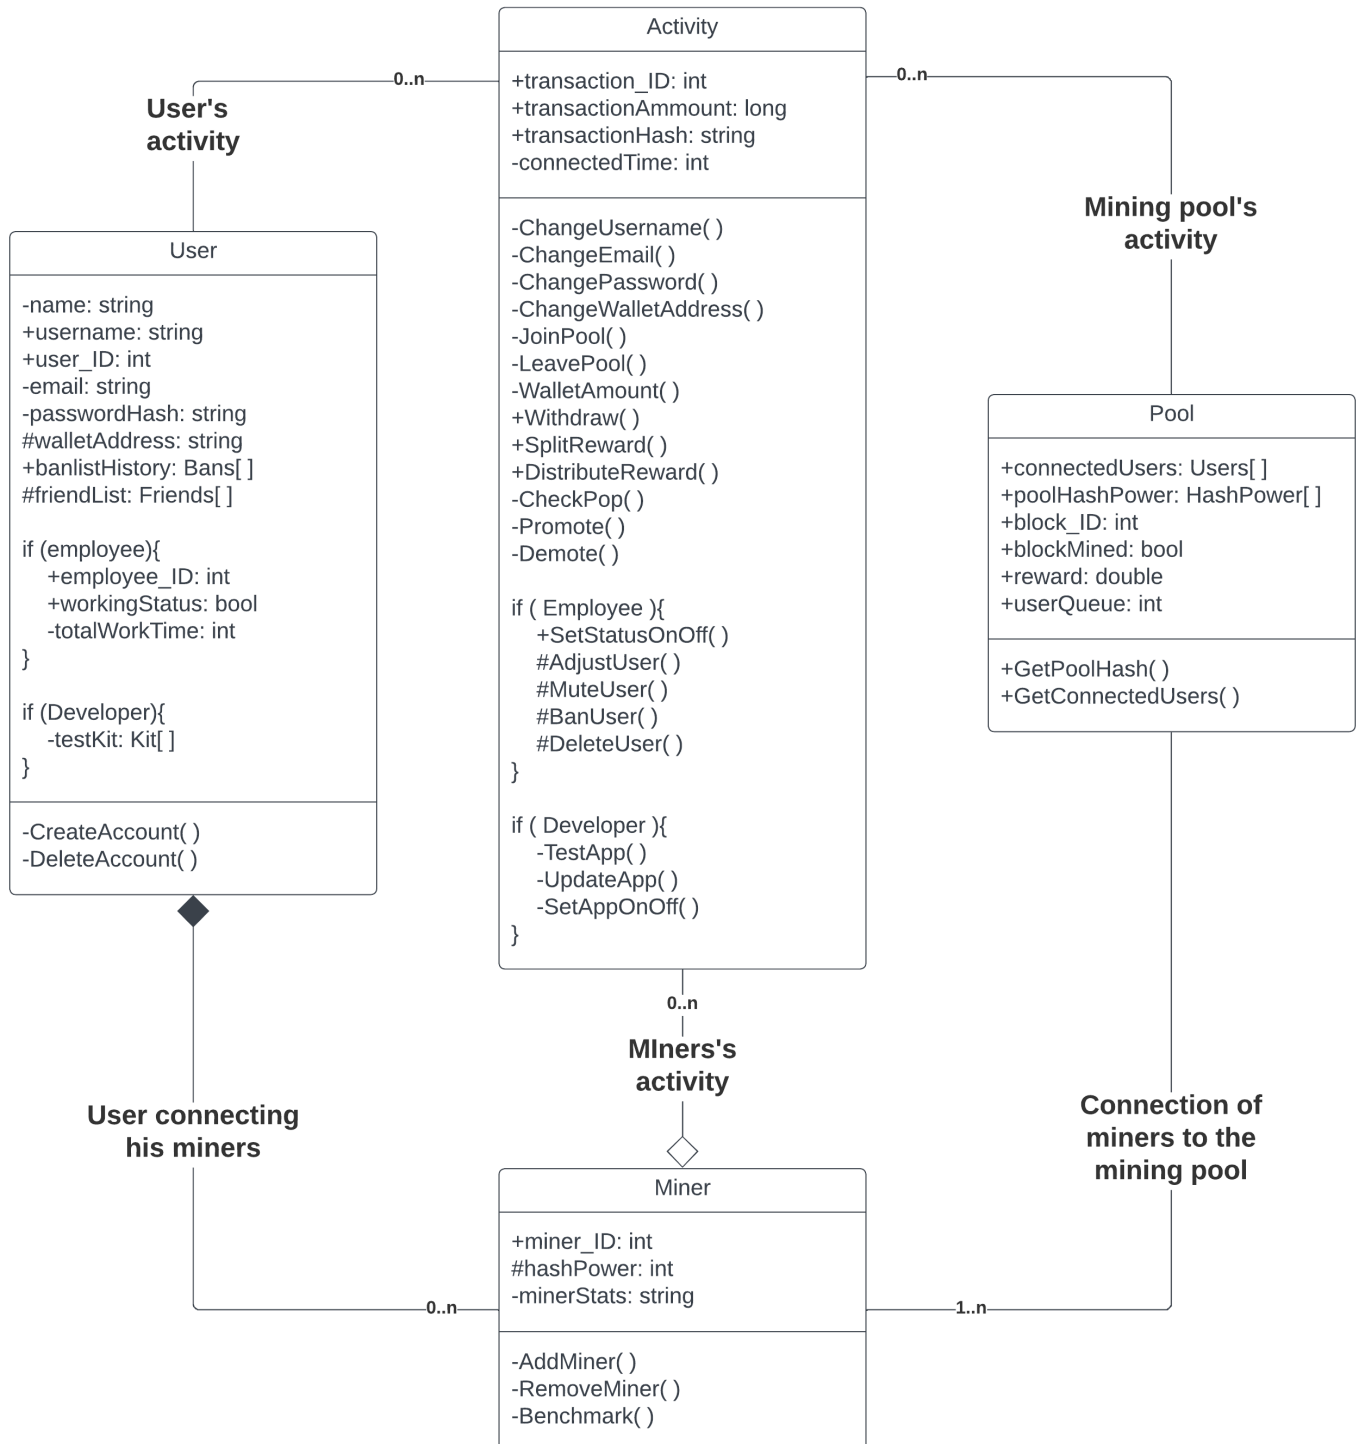 Activity
+transaction_ID: int
+transactionAmmount: long
+transactionHash: string
-connectedTime: int
-ChangeUsername( )
-ChangeEmail( )
-ChangePassword( )
-ChangeWalletAddress( )
-JoinPool( )
-LeavePool( )
-WalletAmount( )
+Withdraw( )
+SplitReward( )
+DistributeReward( )
-CheckPop( )
-Promote( )
-Demote( )
if ( Employee ){
+SetStatusOnOff( )
#AdjustUser( )
#MuteUser( )
#BanUser( )
#DeleteUser( )
}
if ( Developer ){
-TestApp( )
-UpdateApp( )
-SetAppOnOff( )
}
0..n
User's
activity
User
-name: string
+username: string
+user_ID: int
-email: string
-passwordHash: string
#walletAddress: string
+banlistHistory: Bans[ ]
#friendList: Friends[ ]
if (employee){
+employee_ID: int
+workingStatus: bool
-totalWorkTime: int
}
if (Developer){
-testKit: Kit[ ]
}
-CreateAccount( )
-DeleteAccount( )
0..n
Mining pool's
activity
Pool
+connectedUsers: Users[ ]
+poolHashPower: HashPower[ ]
+block_ID: int
+blockMined: bool
+reward: double
+userQueue: int
+GetPoolHash( )
+GetConnectedUsers( )
0..n
MIners's
activity
User connecting
his miners
0..n
Connection of
miners to the
mining pool
1..n
Miner
+miner_ID: int
#hashPower: int
-minerStats: string
-AddMiner( )
-RemoveMiner( )
-Benchmark( )